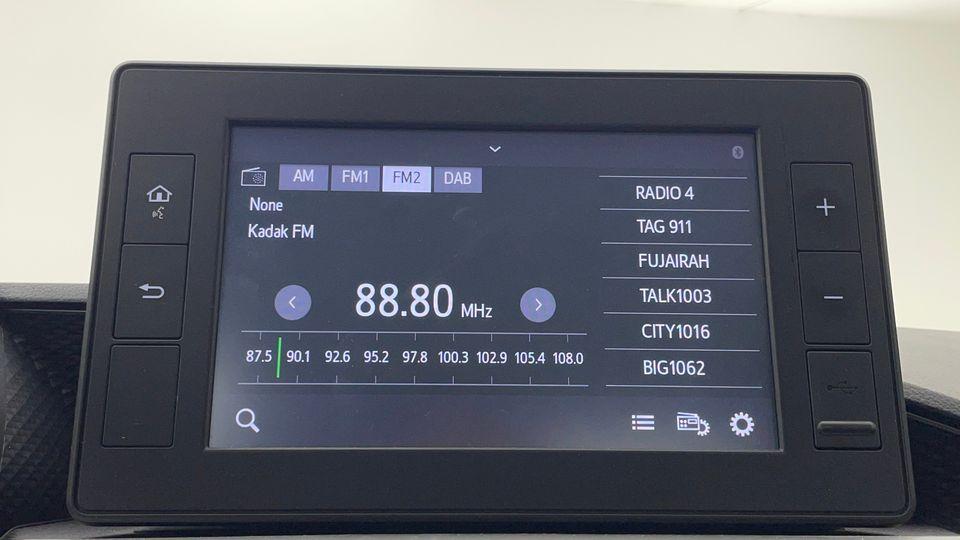 AM FM1 FM2 DAB
None
Kadak FM
88.80 MHz
87.5 90.1 92.6 95.2 97.8 100.3 102.9 105.4 108.0
RADIO 4
TAG 911
FUJAIRAH
TALK1003
CITY1016
BIG1062
+
−